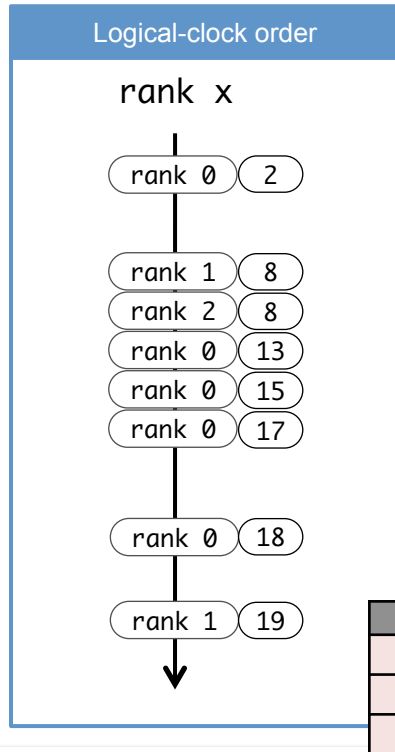 Logical-clock order
rank x
rank 0 2
rank 1 8
rank 2 8
rank 0 13
rank 0 15
rank 0 17
rank 0 18
rank 1 19